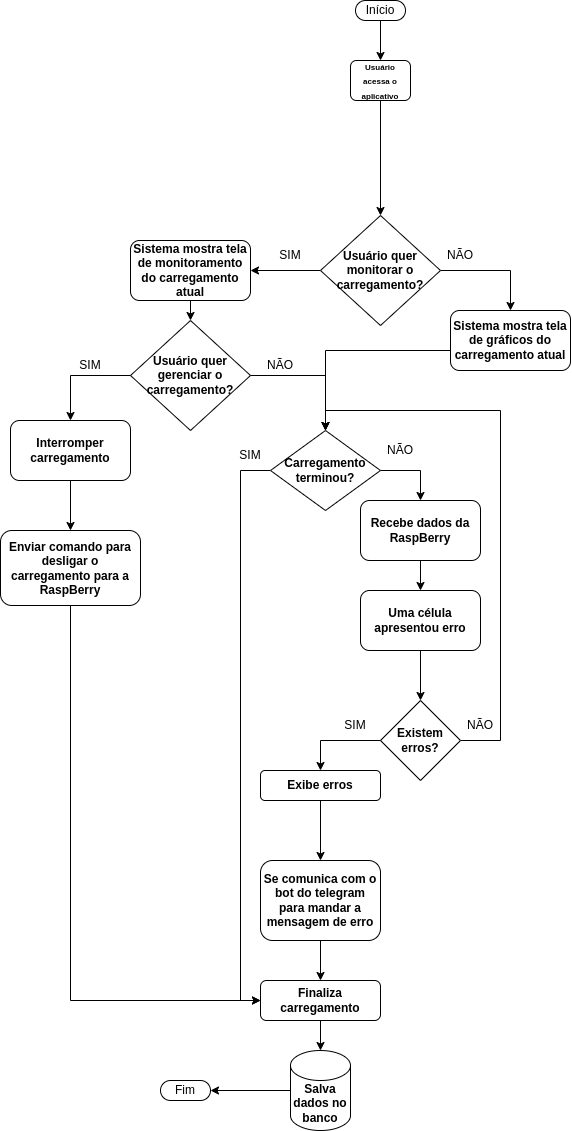 Início
Usuário
acessa o
aplicativo
Usuário quer
monitorar o
carregamento?
SIM
NÃO
Sistema mostra tela
de monitoramento
do carregamento
atual
Sistema mostra tela
de gráficos do
carregamento atual
Usuário quer
gerenciar o
carregamento?
SIM
NÃO
Interromper
carregamento
Carregamento
terminou?
SIM
NÃO
Enviar comando para
desligar o
carregamento para a
RaspBerry
Recebe dados da
RaspBerry
Uma célula
apresentou erro
Existem
erros?
SIM
NÃO
Exibe erros
Se comunica com o
bot do telegram
para mandar a
mensagem de erro
Finaliza
carregamento
Salva
dados no
banco
Fim